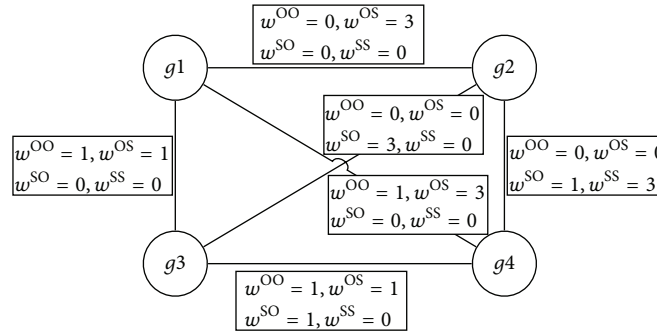 w^OO = 0, w^OS = 3
w^SO = 0, w^SS = 0
g1
g2
w^OO = 0, w^OS = 0
w^SO = 3, w^SS = 0
w^OO = 1, w^OS = 1
w^SO = 0, w^SS = 0
w^OO = 0, w^OS = 0
w^SO = 1, w^SS = 3
w^OO = 1, w^OS = 3
w^SO = 0, w^SS = 0
g3
g4
w^OO = 1, w^OS = 1
w^SO = 1, w^SS = 0